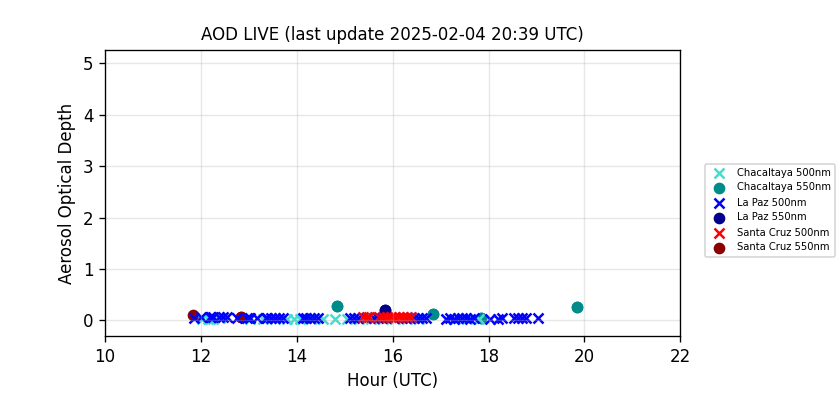 AOD LIVE (last update 2025-02-04 20:39 UTC)
Aerosol Optical Depth
5
4
3
2
1
0
10 12 14 16 18 20 22
Hour (UTC)
Chacaltaya 500nm
Chacaltaya 550nm
La Paz 500nm
La Paz 550nm
Santa Cruz 500nm
Santa Cruz 550nm